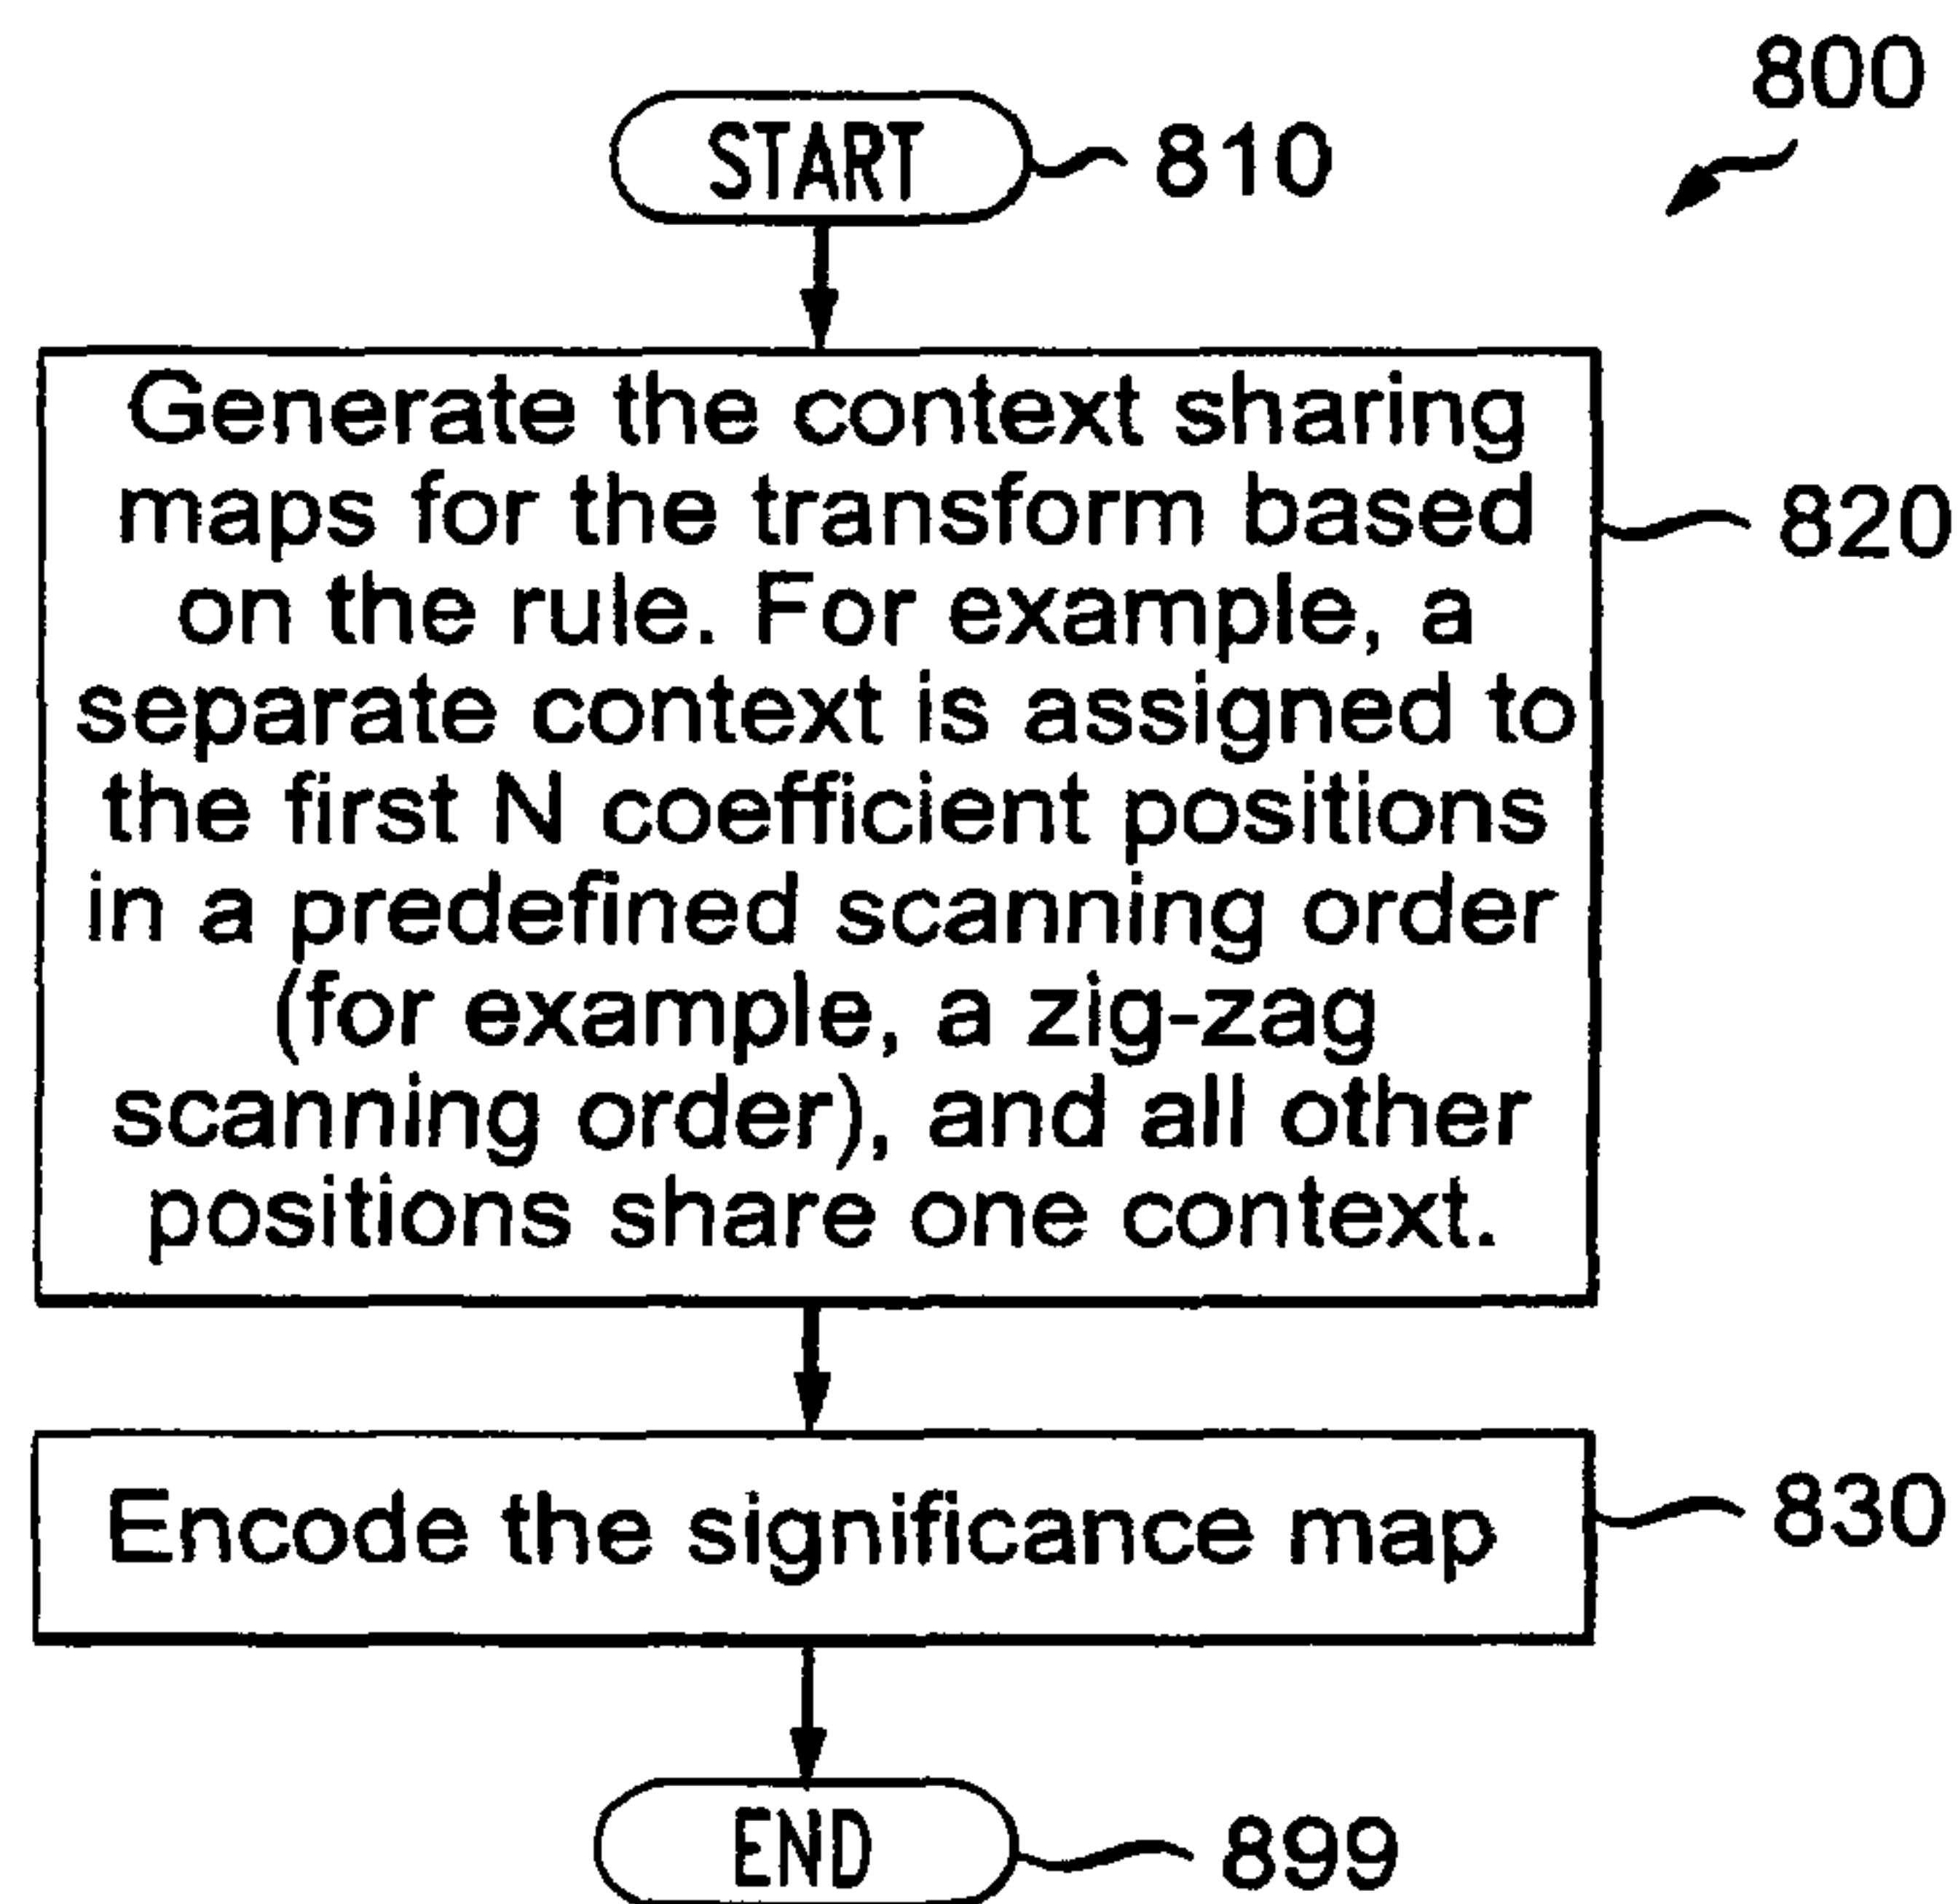 800
START
810
Generate the context sharing
maps for the transform based
on the rule. For example, a
separate context is assigned to
the first N coefficient positions
in a predefined scanning order
(for example, a zig-zag
scanning order), and all other
positions share one context.
820
Encode the significance map
830
END
899